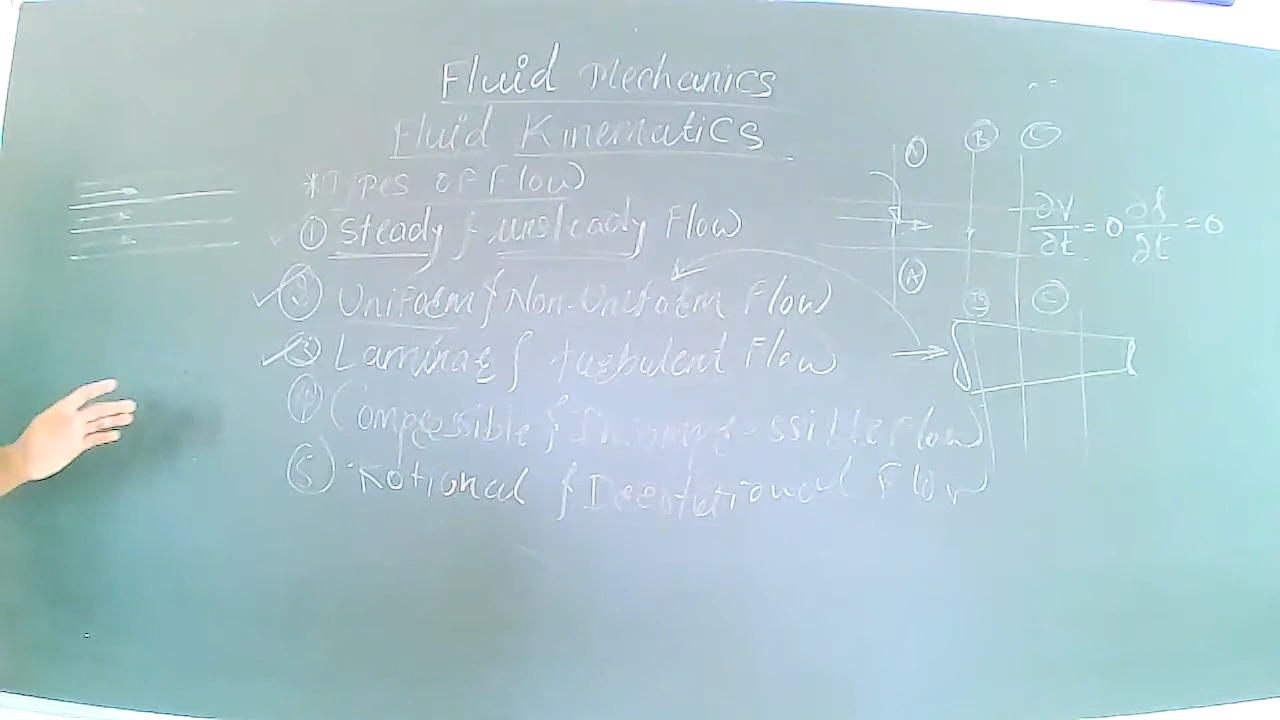 Fluid Mechanics
Fluid Kinematics
*Types of Flow
① Steady & unsteady Flow
② Uniform & Non-Uniform Flow
③ Laminar & turbulent Flow
④ Compressible & Incompressible Flow
⑤ Rotional & Irrotational Flow
A B C
∂V/∂t = 0 ∂f/∂t = 0
A B C